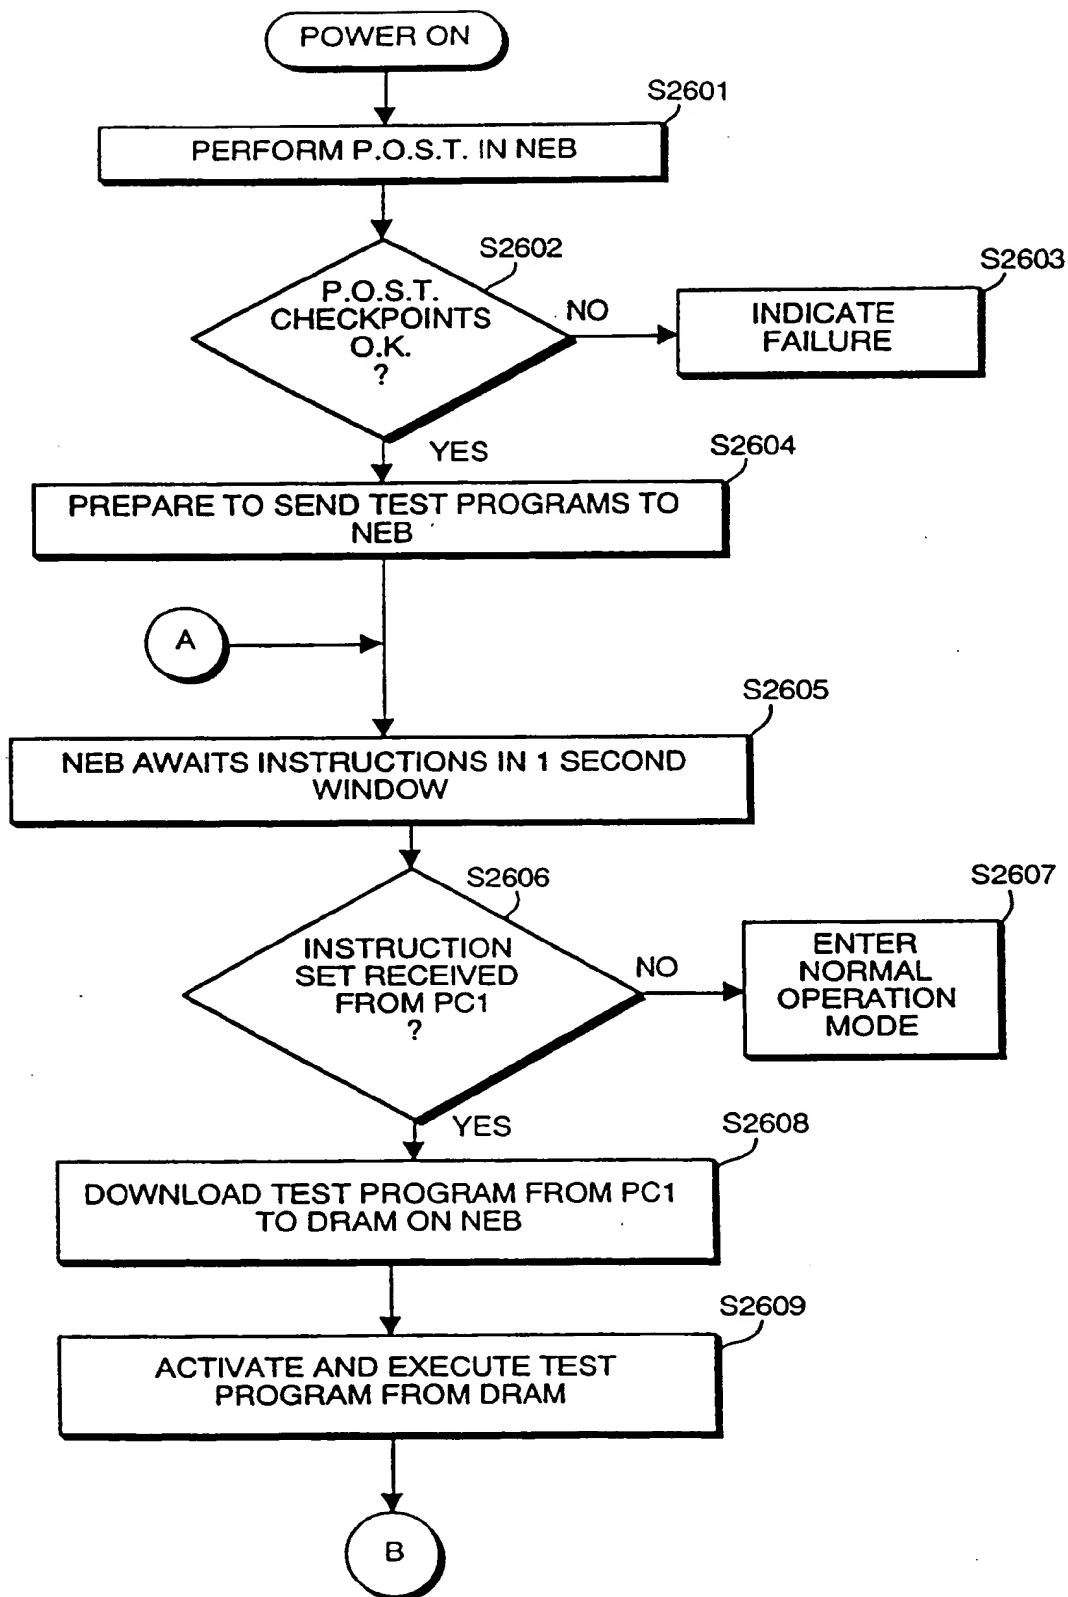 POWER ON
S2601
PERFORM P.O.S.T. IN NEB
S2602
P.O.S.T.
CHECKPOINTS
O.K.
?
NO
S2603
INDICATE
FAILURE
YES
S2604
PREPARE TO SEND TEST PROGRAMS TO
NEB
A
S2605
NEB AWAITS INSTRUCTIONS IN 1 SECOND
WINDOW
S2606
INSTRUCTION
SET RECEIVED
FROM PC1
?
NO
S2607
ENTER
NORMAL
OPERATION
MODE
YES
S2608
DOWNLOAD TEST PROGRAM FROM PC1
TO DRAM ON NEB
S2609
ACTIVATE AND EXECUTE TEST
PROGRAM FROM DRAM
B